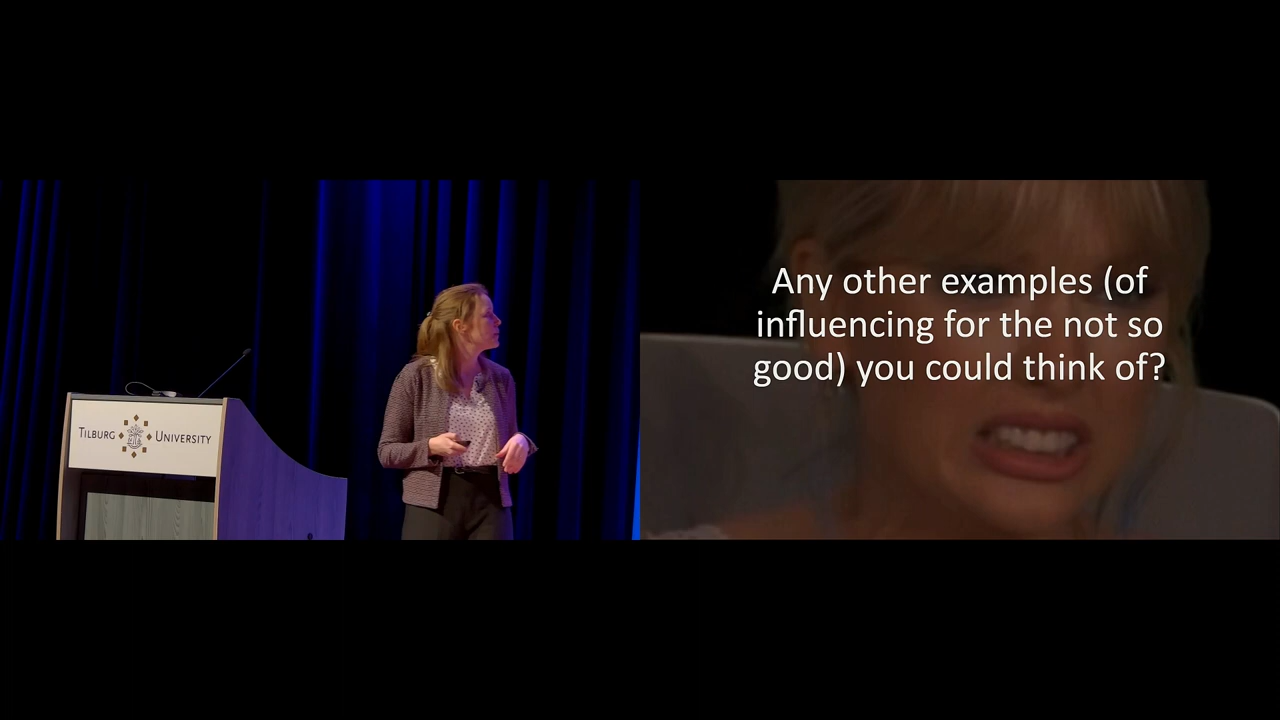 TILBURG UNIVERSITY
Any other examples (of
influencing for the not so
good) you could think of?